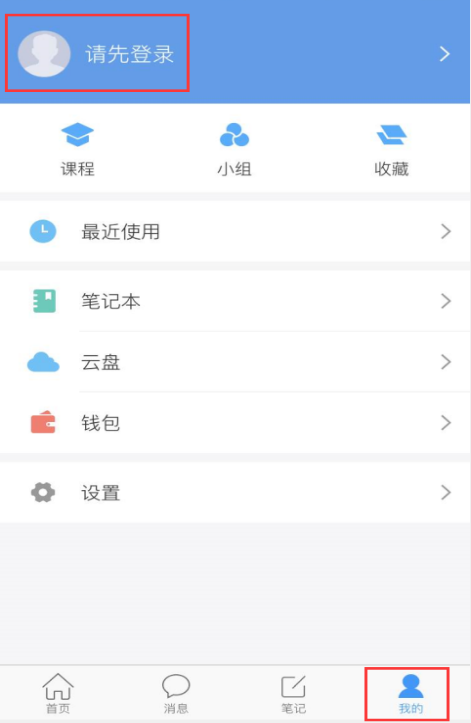 请先登录
课程 小组 收藏
最近使用
笔记本
云盘
钱包
设置
首页 消息 笔记 我的